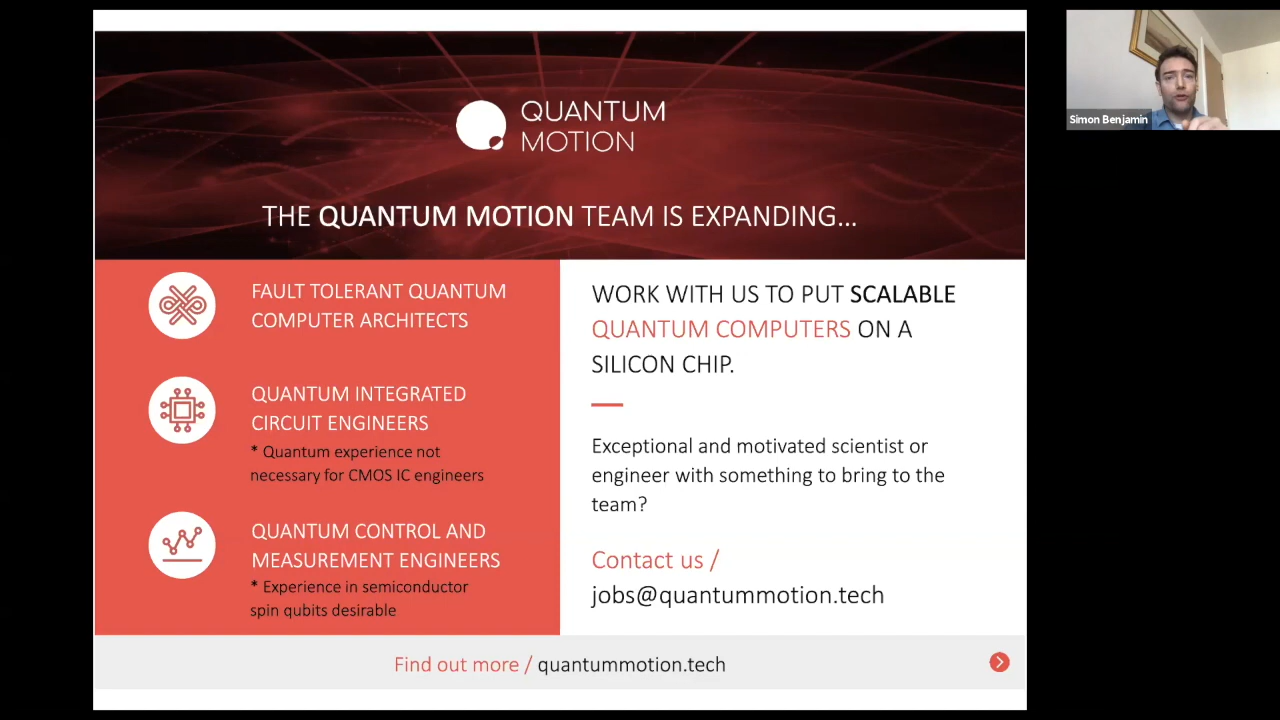 QUANTUM
MOTION
THE QUANTUM MOTION TEAM IS EXPANDING...
FAULT TOLERANT QUANTUM
COMPUTER ARCHITECTS
QUANTUM INTEGRATED
CIRCUIT ENGINEERS
* Quantum experience not
necessary for CMOS IC engineers
QUANTUM CONTROL AND
MEASUREMENT ENGINEERS
* Experience in semiconductor
spin qubits desirable
WORK WITH US TO PUT SCALABLE
QUANTUM COMPUTERS ON A
SILICON CHIP.
Exceptional and motivated scientist or
engineer with something to bring to the
team?
Contact us /
jobs@quantummotion.tech
Find out more / quantummotion.tech
Simon Benjamin